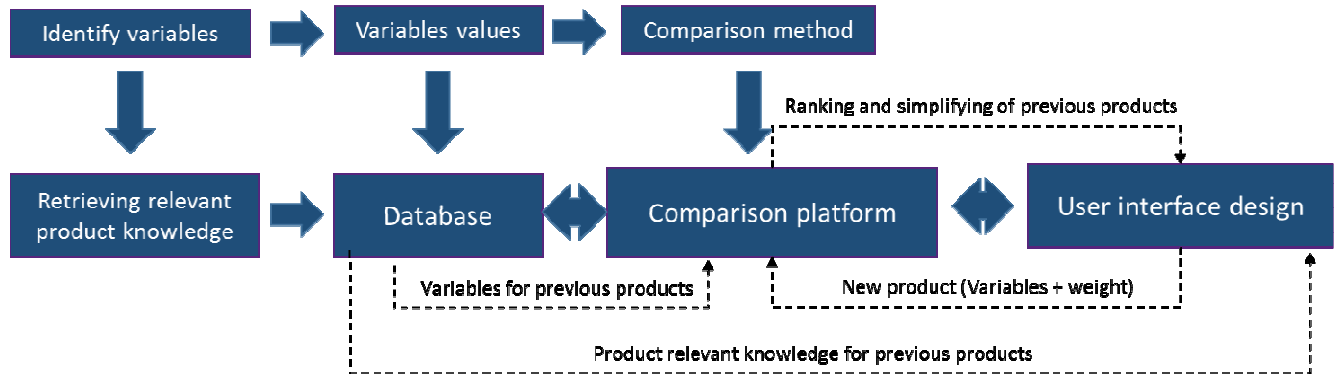 Identify variables
Variables values
Comparison method
Ranking and simplifying of previous products
Retrieving relevant
product knowledge
Database
Comparison platform
User interface design
Variables for previous products
New product (Variables + weight)
Product relevant knowledge for previous products